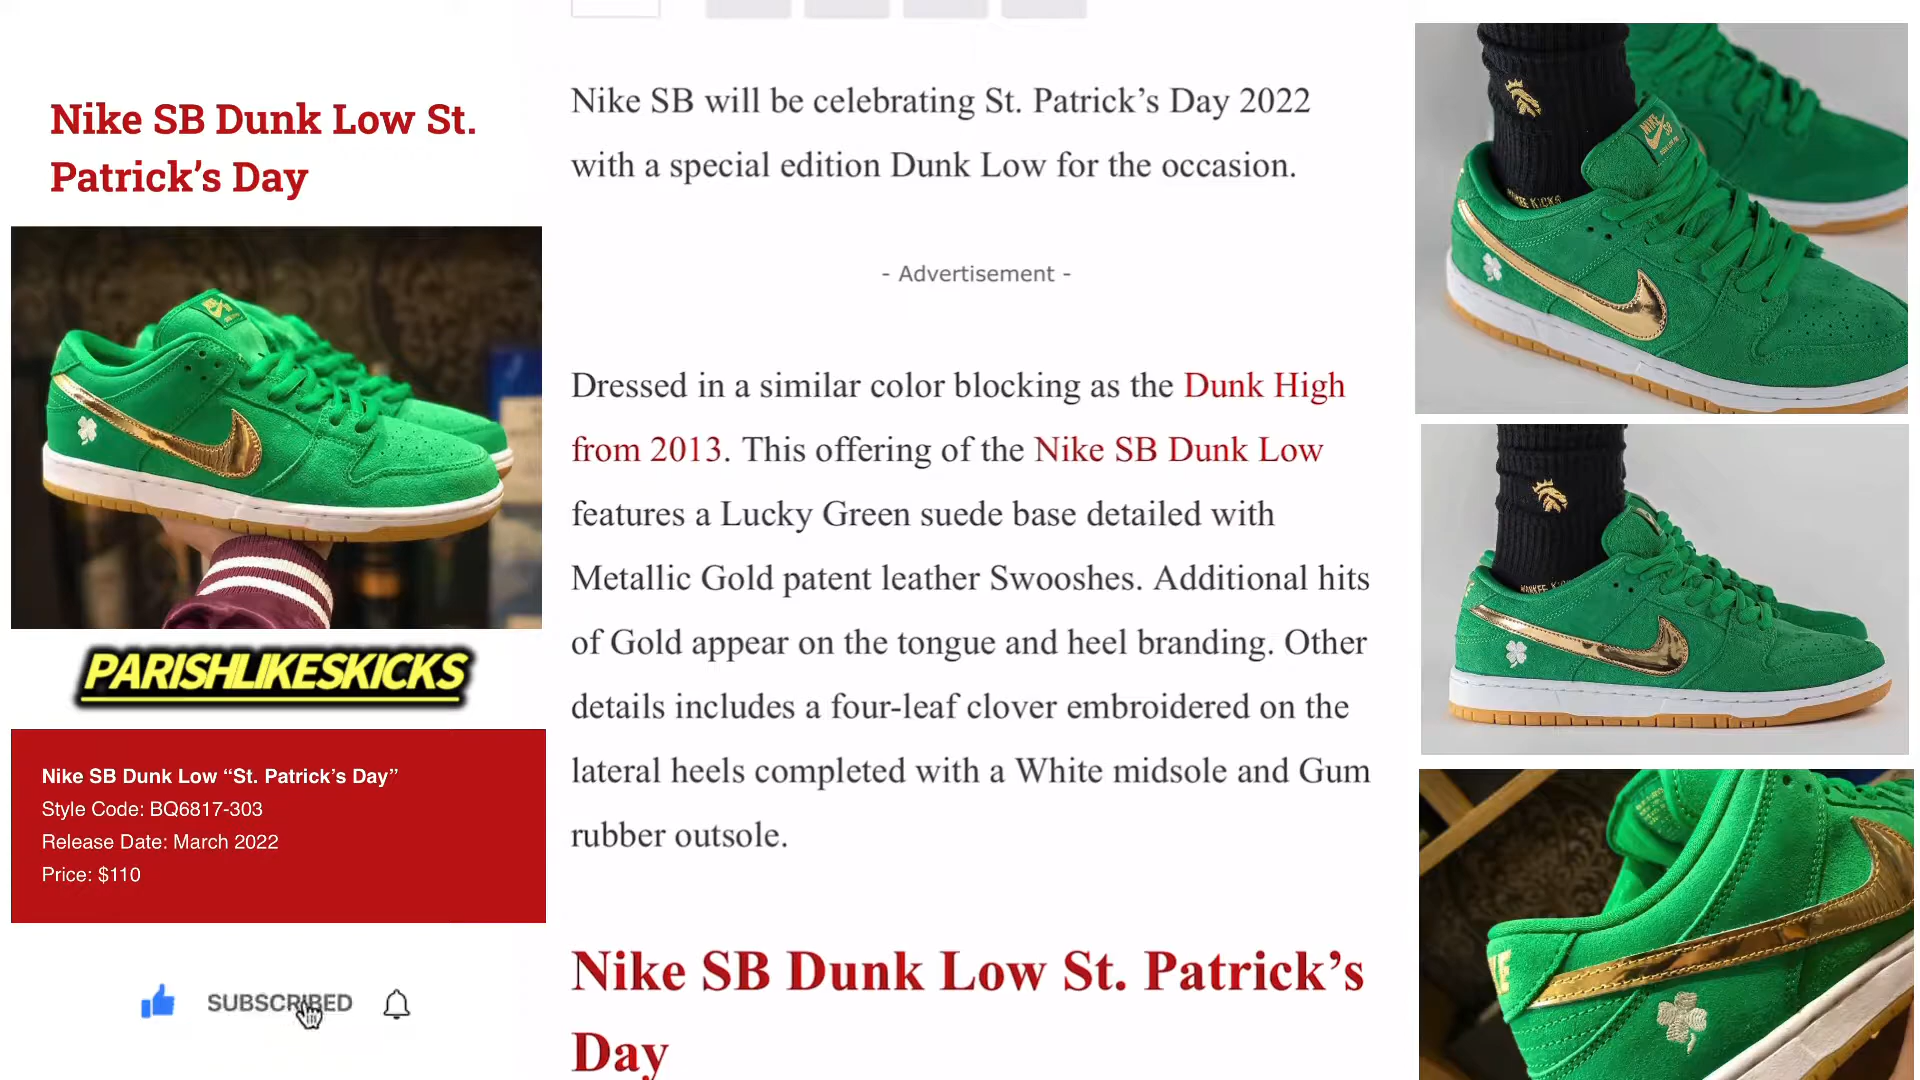 Nike SB Dunk Low St.
Patrick’s Day
PARISHLIKESKICKS
Nike SB Dunk Low “St. Patrick’s Day”
Style Code: BQ6817-303
Release Date: March 2022
Price: $110
SUBSCRIBED
Nike SB will be celebrating St. Patrick’s Day 2022
with a special edition Dunk Low for the occasion.
- Advertisement -
Dressed in a similar color blocking as the Dunk High
from 2013. This offering of the Nike SB Dunk Low
features a Lucky Green suede base detailed with
Metallic Gold patent leather Swooshes. Additional hits
of Gold appear on the tongue and heel branding. Other
details includes a four-leaf clover embroidered on the
lateral heels completed with a White midsole and Gum
rubber outsole.
Nike SB Dunk Low St. Patrick’s
Day
NIKE
SB